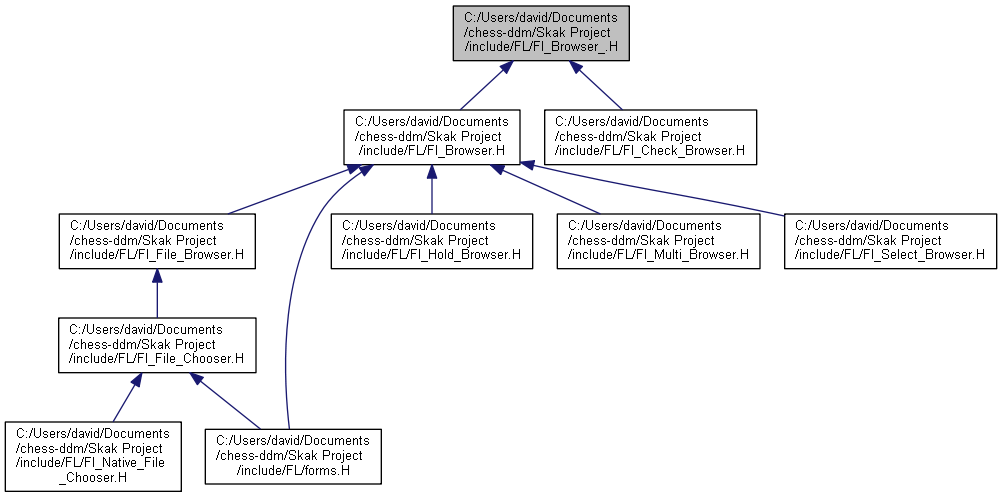 C:/Users/david/Documents
/chess-ddm/Skak Project
/include/FL/Fl_Browser_.H
C:/Users/david/Documents
/chess-ddm/Skak Project
/include/FL/Fl_Browser.H
C:/Users/david/Documents
/chess-ddm/Skak Project
/include/FL/Fl_Check_Browser.H
C:/Users/david/Documents
/chess-ddm/Skak Project
/include/FL/Fl_File_Browser.H
C:/Users/david/Documents
/chess-ddm/Skak Project
/include/FL/Fl_Hold_Browser.H
C:/Users/david/Documents
/chess-ddm/Skak Project
/include/FL/Fl_Multi_Browser.H
C:/Users/david/Documents
/chess-ddm/Skak Project
/include/FL/Fl_Select_Browser.H
C:/Users/david/Documents
/chess-ddm/Skak Project
/include/FL/Fl_File_Chooser.H
C:/Users/david/Documents
/chess-ddm/Skak Project
/include/FL/Fl_Native_File
_Chooser.H
C:/Users/david/Documents
/chess-ddm/Skak Project
/include/FL/forms.H